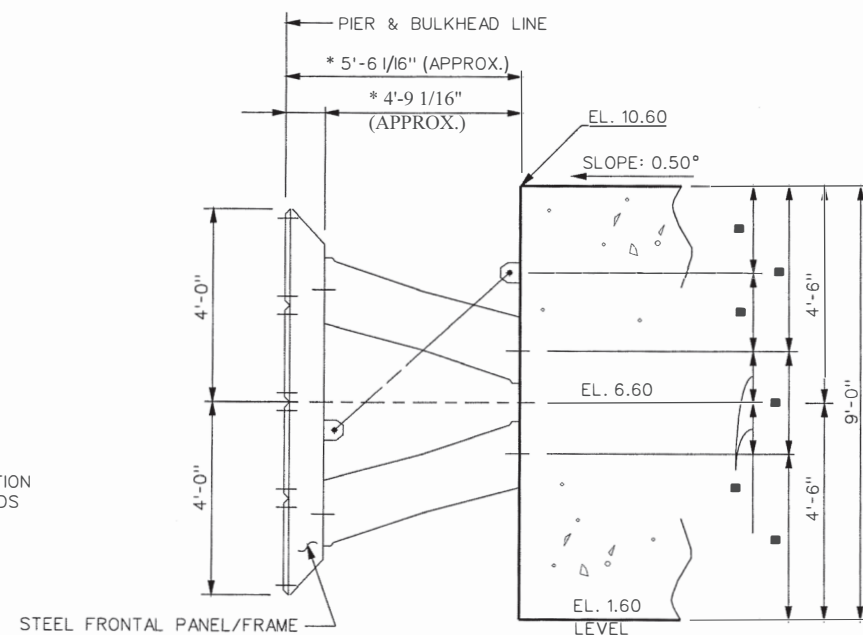 PIER & BULKHEAD LINE
* 5'-6 1/16" (APPROX.)
* 4'-9 1/16"
(APPROX.)
EL. 10.60
SLOPE: 0.50°
4'-0"
4'-6"
EL. 6.60
9'-0"
TION
DS
4'-0"
4'-6"
STEEL FRONTAL PANEL/FRAME
EL. 1.60
LEVEL